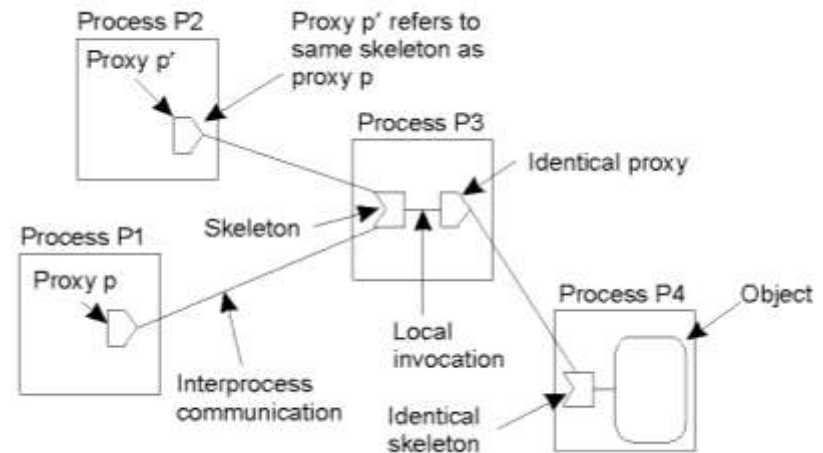 Process P2
Proxy p′
Proxy p′ refers to
same skeleton as
proxy p
Process P3
Identical proxy
Skeleton
Process P1
Proxy p
Interprocess
communication
Local
invocation
Process P4
Object
Identical
skeleton